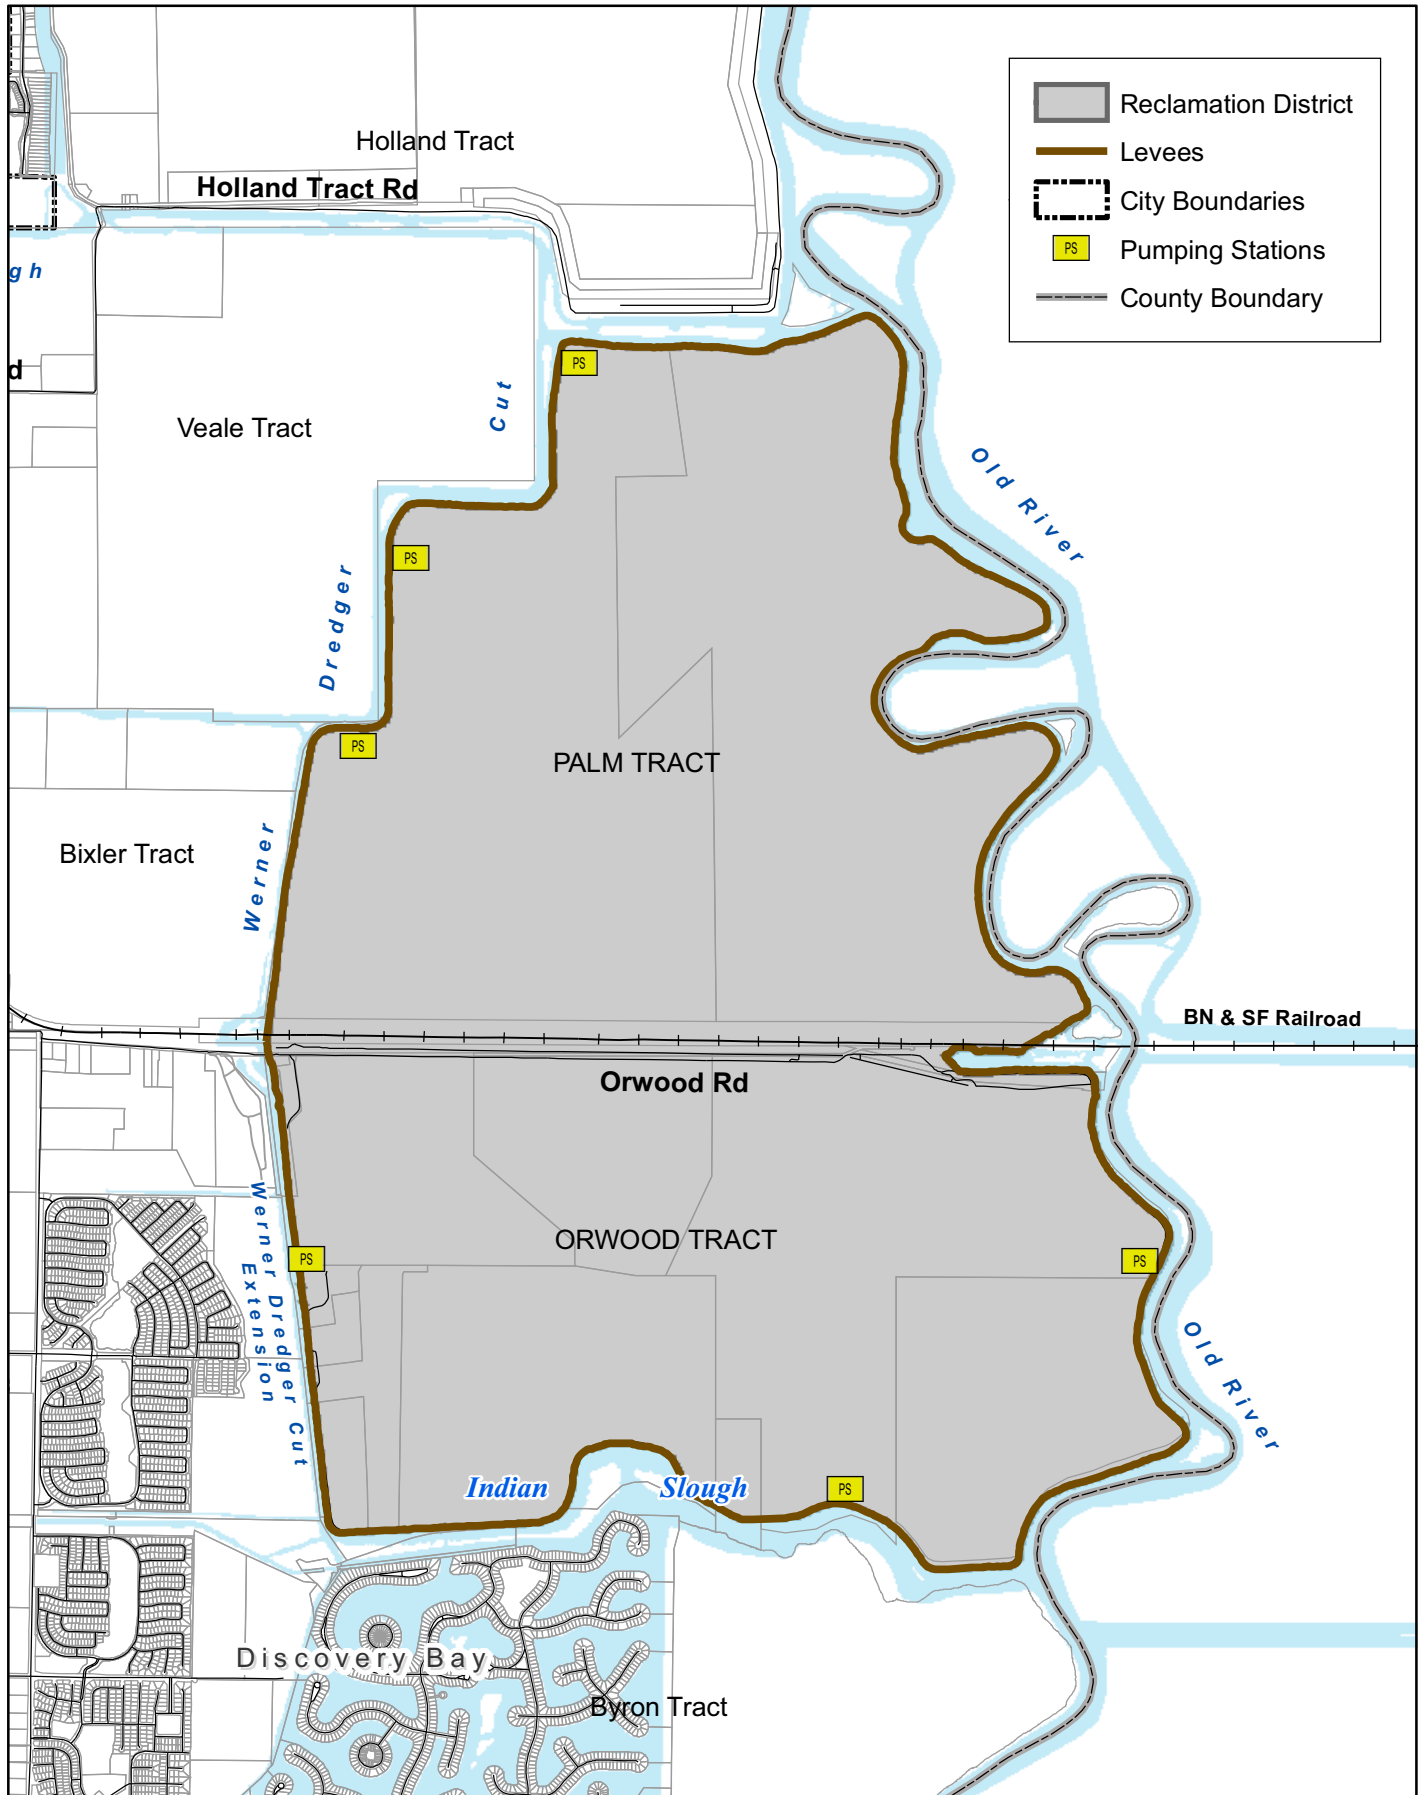 Reclamation District
Levees
City Boundaries
PS
Pumping Stations
County Boundary
Holland Tract
Holland Tract Rd
gh
d
PS
Veale Tract
Cut
Old River
PS
Dredger
PS
PALM TRACT
Bixler Tract
Werner
BN & SF Railroad
Orwood Rd
Werner Dredger Cut
Extension
ORWOOD TRACT
PS
PS
Old River
Indian Slough
PS
Discovery Bay
Byron Tract